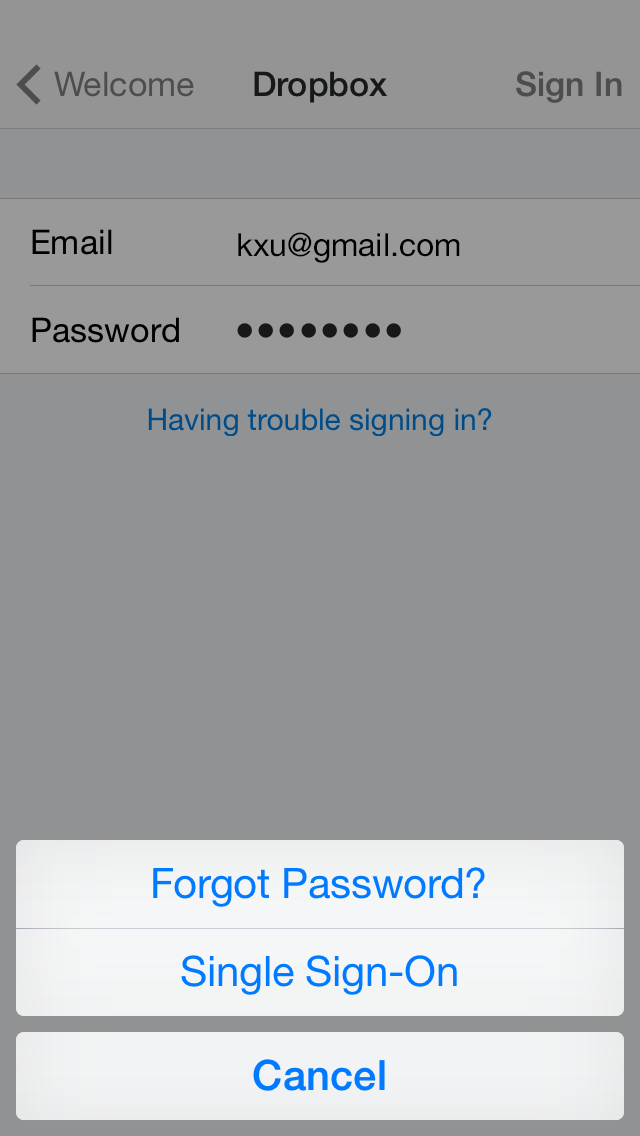 Welcome Dropbox Sign In
Email kxu@gmail.com
Password ••••••••
Having trouble signing in?
Forgot Password?
Single Sign-On
Cancel